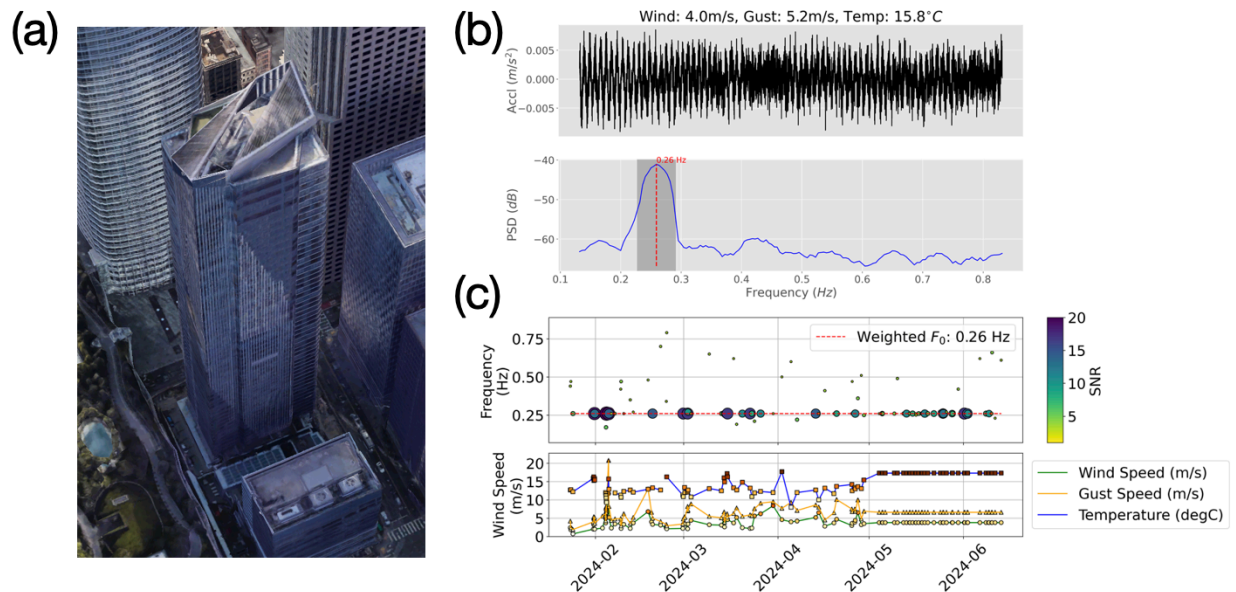 (a)
(b)
Wind: 4.0m/s, Gust: 5.2m/s, Temp: 15.8°C
Accl (m/s²)
0.005
0.000
−0.005
PSD (dB)
−40
−50
−60
0.26 Hz
0.1 0.2 0.3 0.4 0.5 0.6 0.7 0.8
Frequency (Hz)
(c)
Frequency
(Hz)
0.75
0.50
0.25
Weighted F₀: 0.26 Hz
20
15
10
5
SNR
Wind Speed
(m/s)
20
15
10
5
0
2024-02
2024-03
2024-04
2024-05
2024-06
Wind Speed (m/s)
Gust Speed (m/s)
Temperature (degC)